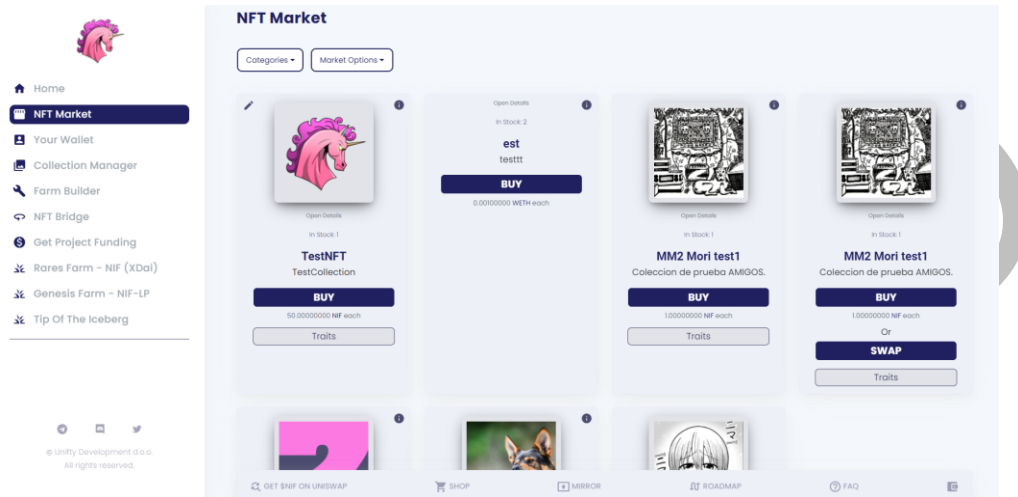 NFT Market
Categories
Market Options
Home
NFT Market
Your Wallet
Collection Manager
Farm Builder
NFT Bridge
Get Project Funding
Rares Farm - NIF (XDai)
Genesis Farm - NIF-LP
Tip Of The Iceberg
© Unifty Development d.a.o.
All rights reserved.
Open Details
In Stock: 1
TestNFT
TestCollection
BUY
50.00000000 NIF each
Traits
Open Details
In Stock: 2
est
testtt
BUY
0.00100000 WETH each
Open Details
In Stock: 1
MM2 Mori test1
Coleccion de prueba AMIGOS.
BUY
1.00000000 NIF each
Traits
Open Details
In Stock: 1
MM2 Mori test1
Coleccion de prueba AMIGOS.
BUY
1.00000000 NIF each
Or
SWAP
Traits
GET $NIF ON UNISWAP
SHOP
MIRROR
ROADMAP
FAQ